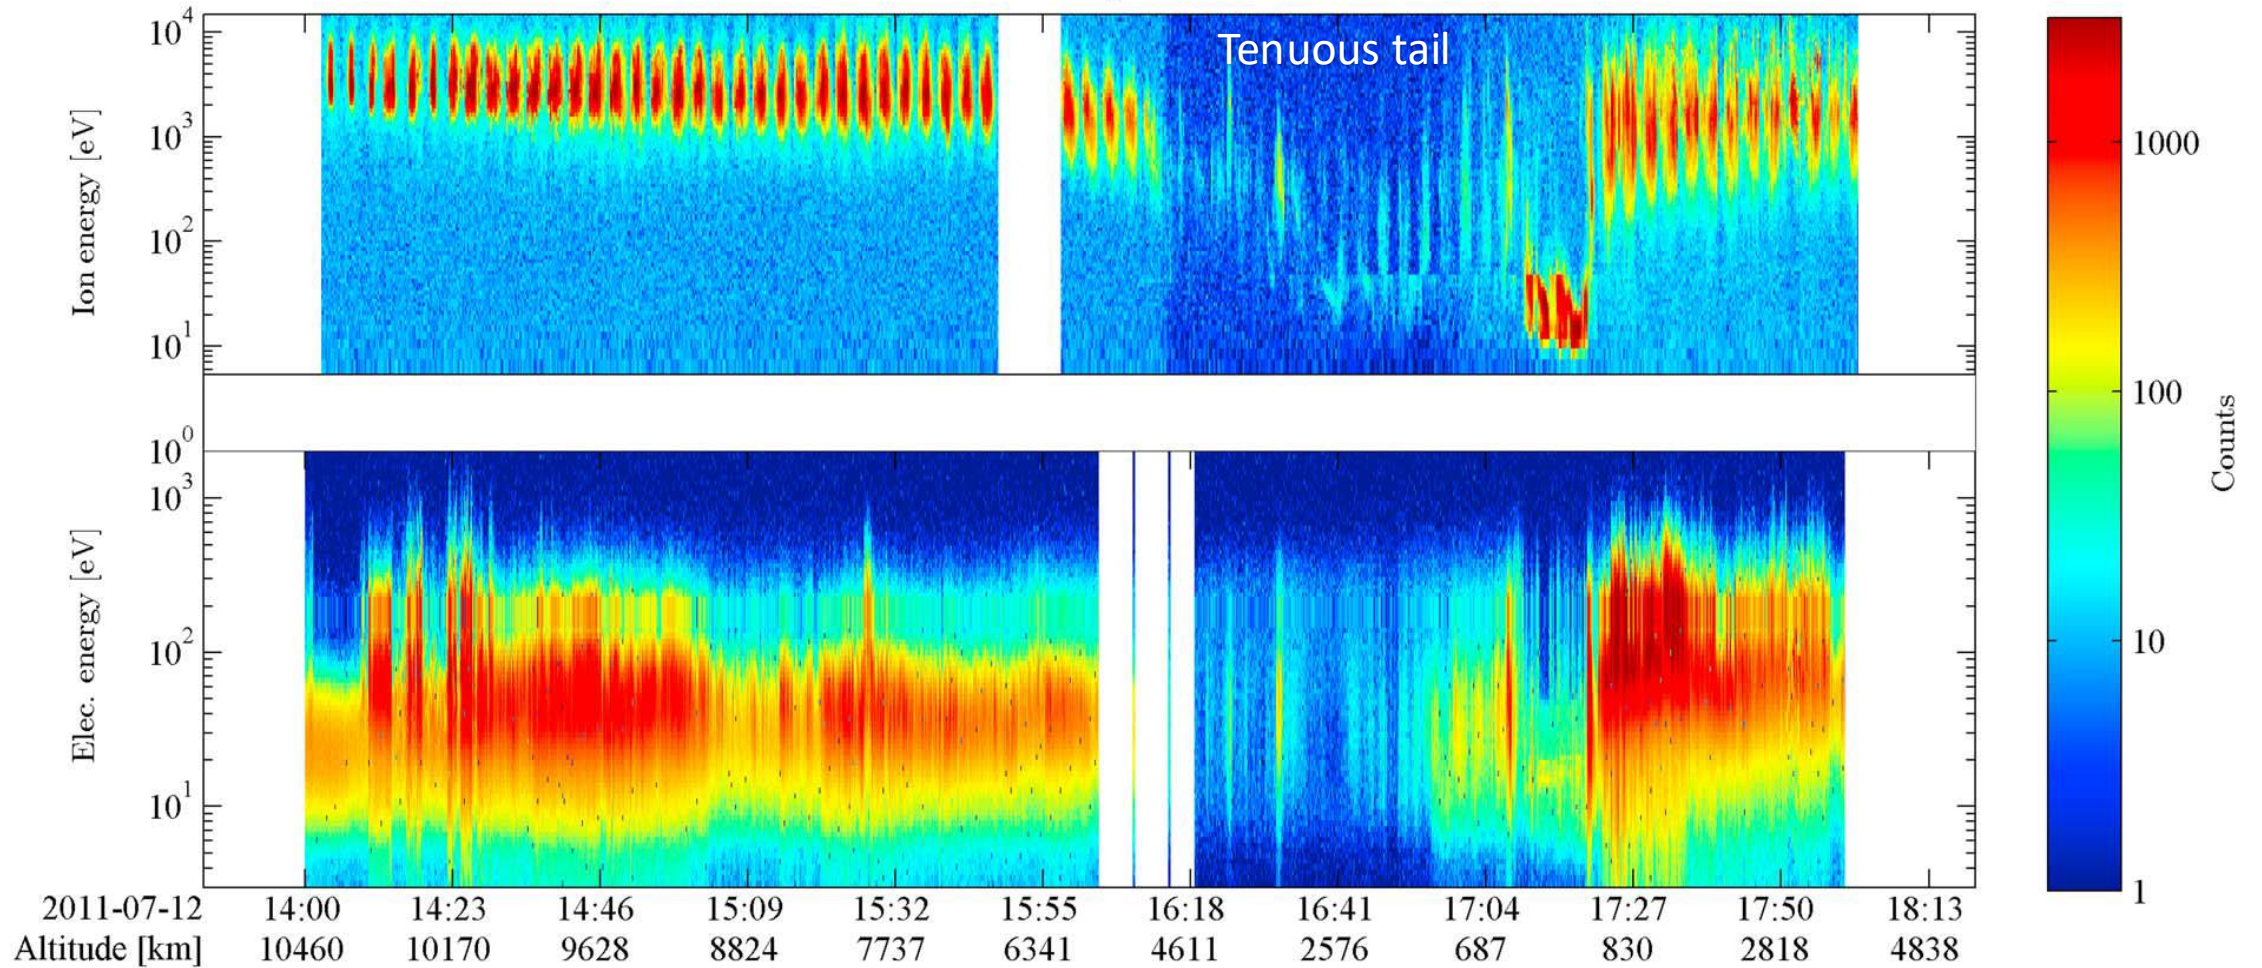 Tenuous tail
Ion energy [eV]
10^4
10^3
10^2
10^1
10^0
Elec. energy [eV]
10^3
10^2
10^1
1000
100
10
1
Counts
2011-07-12 14:00 14:23 14:46 15:09 15:32 15:55 16:18 16:41 17:04 17:27 17:50 18:13
Altitude [km] 10460 10170 9628 8824 7737 6341 4611 2576 687 830 2818 4838